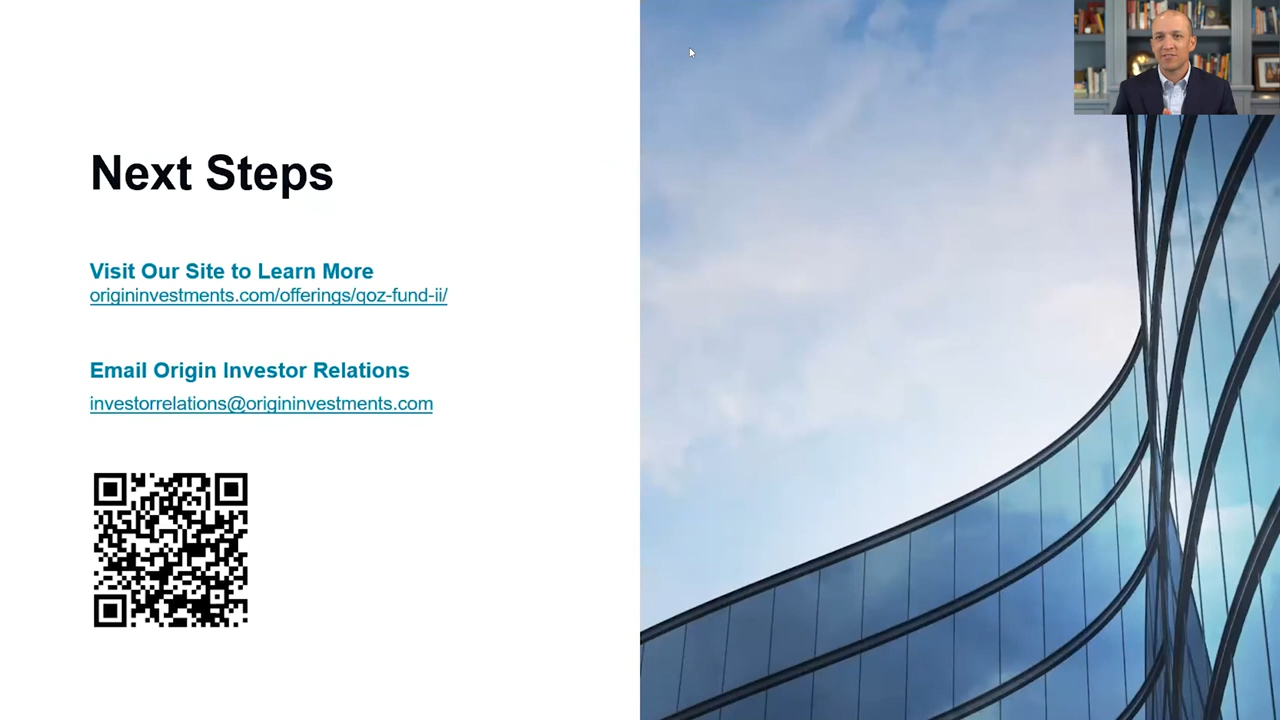 Next Steps
Visit Our Site to Learn More
origininvestments.com/offerings/qoz-fund-ii/
Email Origin Investor Relations
investorrelations@origininvestments.com